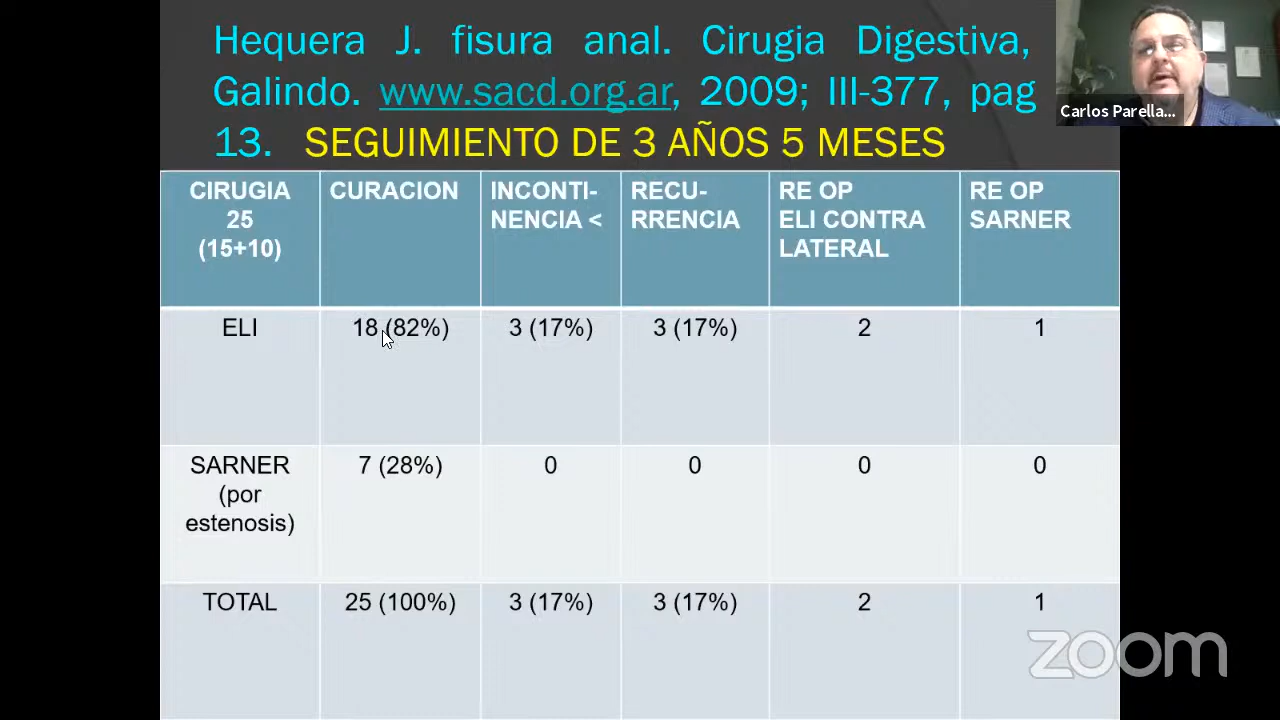 Hequera J. fisura anal. Cirugia Digestiva,
Galindo. www.sacd.org.ar, 2009; III-377, pag
13. SEGUIMIENTO DE 3 AÑOS 5 MESES
Carlos Parella...
CIRUGIA
25
(15+10)
CURACION
INCONTI-
NENCIA <
RECU-
RRENCIA
RE OP
ELI CONTRA
LATERAL
RE OP
SARNER
ELI
18 (82%)
3 (17%)
3 (17%)
2
1
SARNER
(por
estenosis)
7 (28%)
0
0
0
0
TOTAL
25 (100%)
3 (17%)
3 (17%)
2
1
zoom